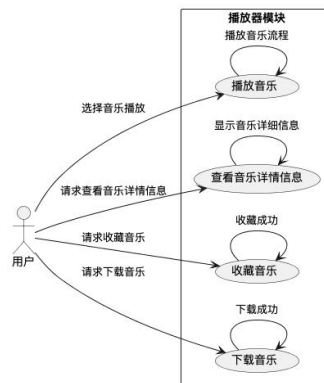 播放器模块
播放音乐流程
播放音乐
选择音乐播放
显示音乐详细信息
查看音乐详情信息
请求查看音乐详情信息
收藏成功
请求收藏音乐
收藏音乐
用户
请求下载音乐
下载成功
下载音乐